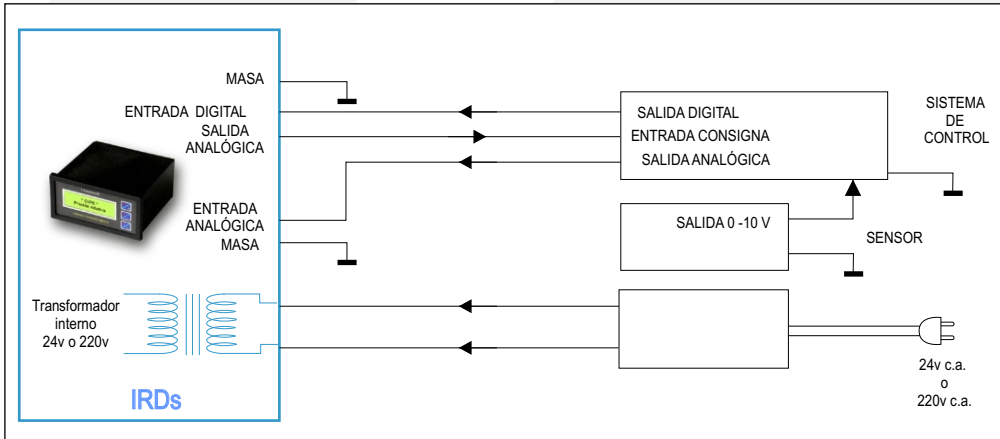 MASA
ENTRADA DIGITAL
SALIDA
ANALÓGICA
ENTRADA
ANALÓGICA
MASA
Transformador
interno
24v o 220v
IRDs
SALIDA DIGITAL
ENTRADA CONSIGNA
SALIDA ANALÓGICA
SISTEMA
DE
CONTROL
SALIDA 0 -10 V
SENSOR
24v c.a.
o
220v c.a.